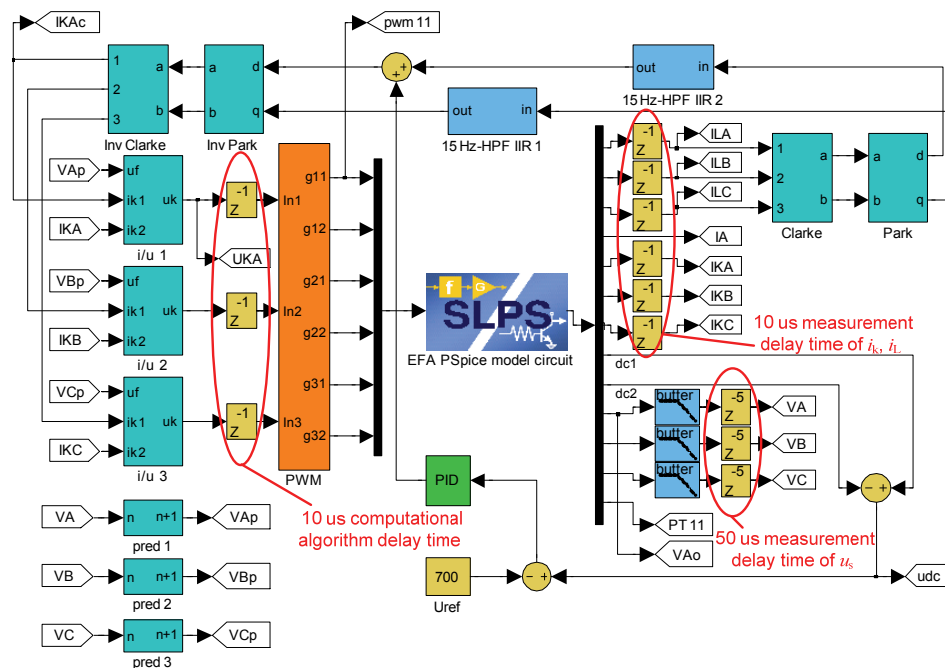 IKAc
pwm 11
1
2
3
a
b
Inv Clarke
a
b
d
q
Inv Park
+
+
out
in
15 Hz-HPF IIR 2
out
in
15 Hz-HPF IIR 1
VAp
IKA
uf
ik1
ik2
uk
i/u 1
VBp
IKB
uf
ik1
ik2
uk
i/u 2
VCp
IKC
uf
ik1
ik2
uk
i/u 3
-1
Z
-1
Z
-1
Z
UKA
In1
In2
In3
g11
g12
g21
g22
g31
g32
PWM
f
G
SLPS
EFA PSpice model circuit
-1
Z
-1
Z
-1
Z
-1
Z
-1
Z
-1
Z
ILA
ILB
ILC
IA
IKA
IKB
IKC
1
2
3
a
b
Clarke
a
b
d
q
Park
10 us measurement
delay time of ik, iL
dc1
dc2
butter
butter
butter
-5
Z
-5
Z
-5
Z
VA
VB
VC
- +
PT 11
VAo
50 us measurement
delay time of us
udc
10 us computational
algorithm delay time
PID
700
Uref
- +
VA
n
n+1
VAp
pred 1
VB
n
n+1
VBp
pred 2
VC
n
n+1
VCp
pred 3